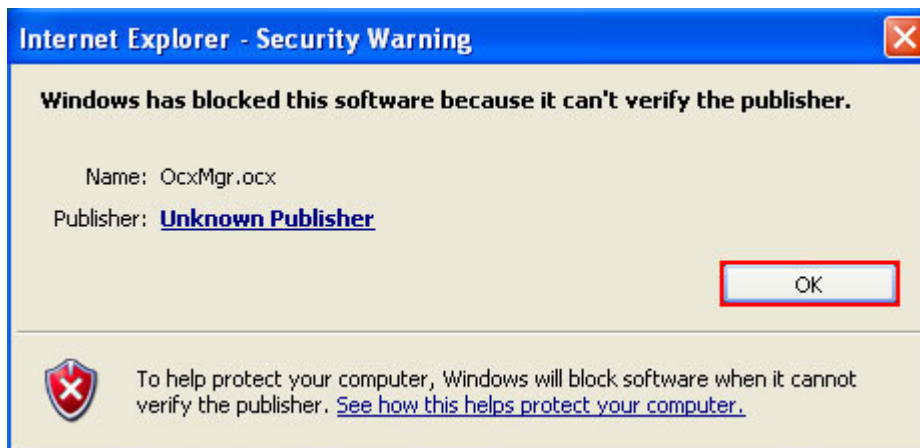 Internet Explorer - Security Warning
Windows has blocked this software because it can't verify the publisher.
Name: OcxMgr.ocx
Publisher: Unknown Publisher
OK
To help protect your computer, Windows will block software when it cannot
verify the publisher. See how this helps protect your computer.